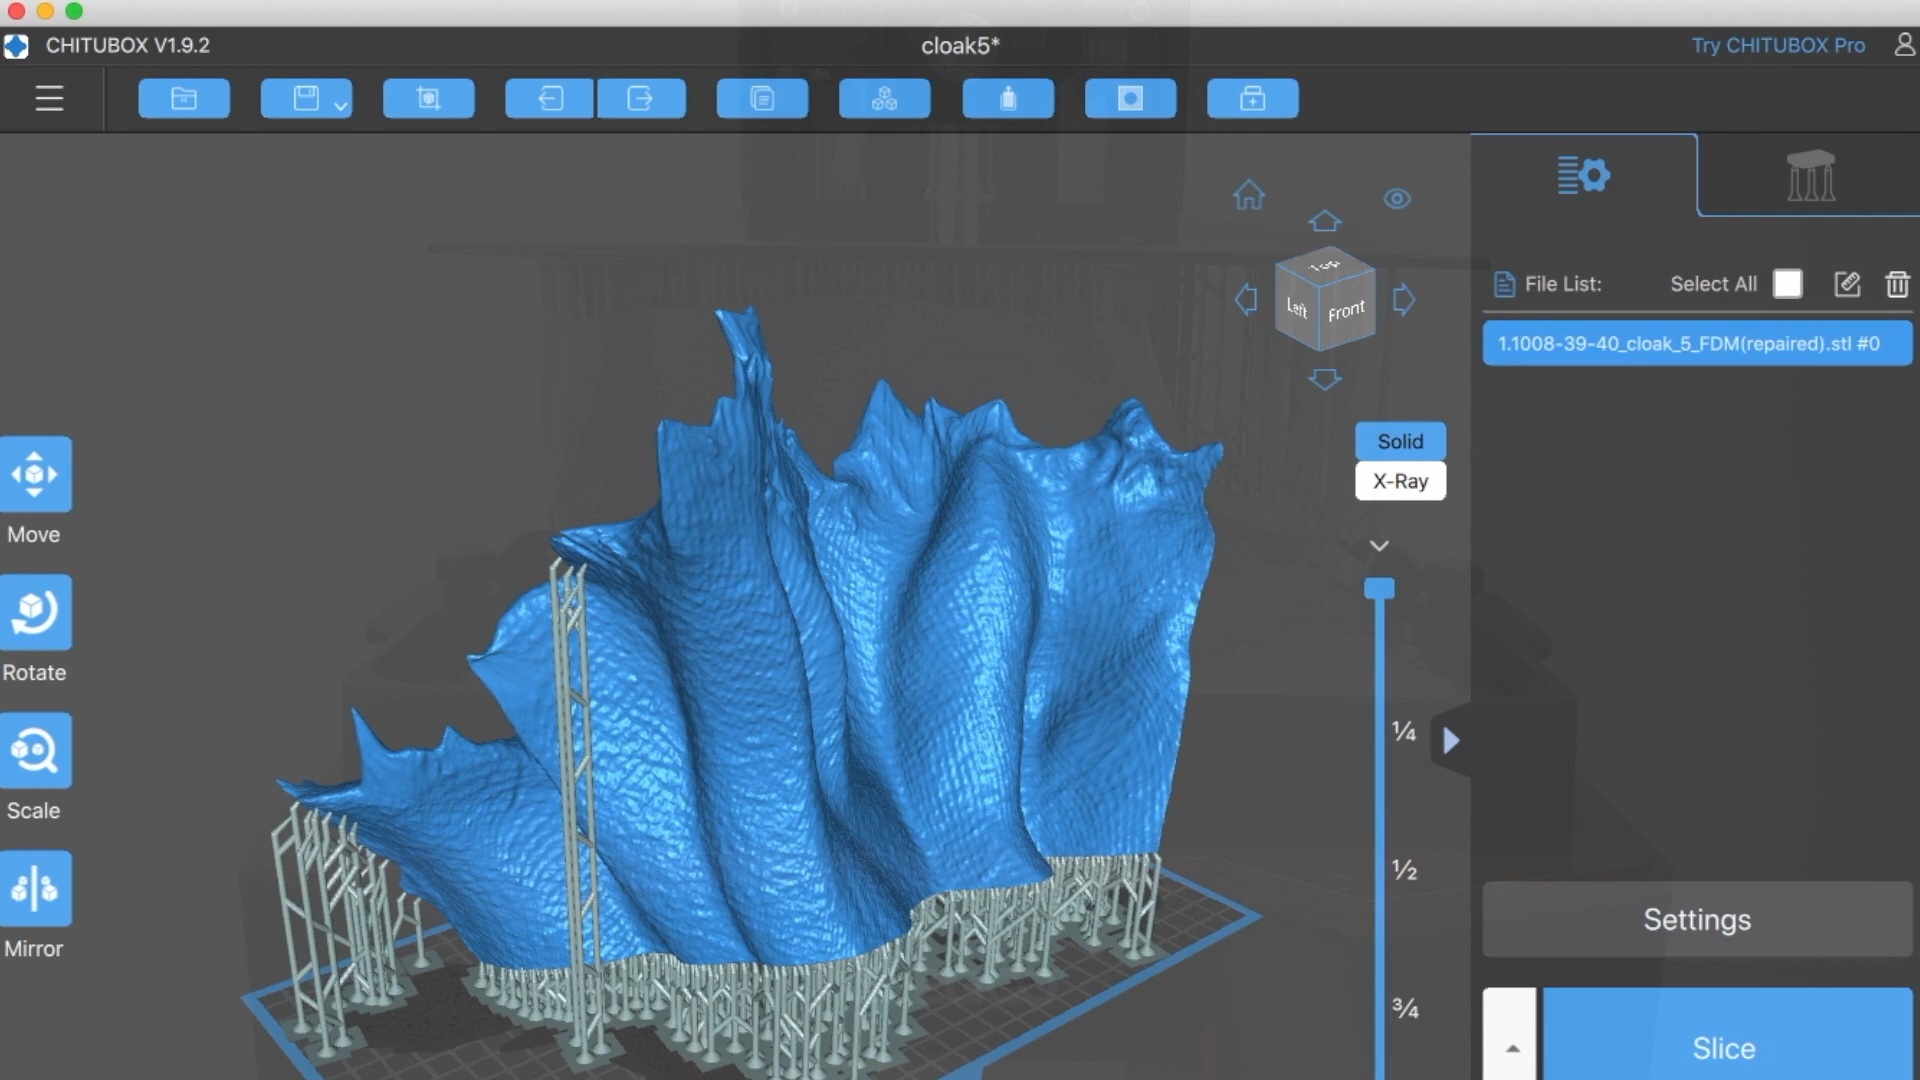 CHITUBOX V1.9.2
cloak5*
Try CHITUBOX Pro
Top
Left
Front
File List:
Select All
1.1008-39-40_cloak_5_FDM(repaired).stl #0
Solid
X-Ray
Move
Rotate
Scale
Mirror
¼
½
¾
Settings
Slice